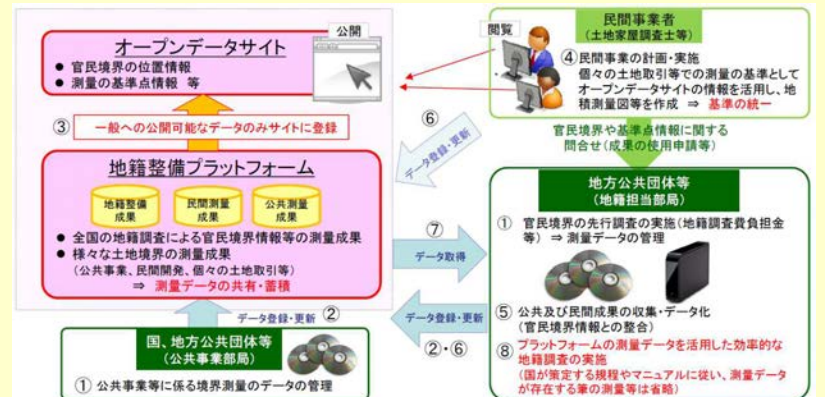 公開
オープンデータサイト
● 官民境界の位置情報
● 測量の基準点情報 等
③ 一般への公開可能なデータのみサイトに登録
地籍整備プラットフォーム
地籍整備
成果
民間測量
成果
公共測量
成果
● 全国の地籍調査による官民境界情報等の測量成果
● 様々な土地境界の測量成果
(公共事業、民間開発、個々の土地取引等)
⇒ 測量データの共有・蓄積
データ登録・更新 ②
国、地方公共団体等
(公共事業部局)
① 公共事業等に係る境界測量のデータの管理
閲覧
⑥
データ登録・更新
⑦
データ取得
データ登録・更新
②・⑥
民間事業者
(土地家屋調査士等)
④ 民間事業の計画・実施
個々の土地取引等での測量の基準として
オープンデータサイトの情報を活用し、地
積測量図等を作成 ⇒ 基準の統一
官民境界や基準点情報に関する
問合せ(成果の使用申請等)
地方公共団体等
(地籍担当部局)
① 官民境界の先行調査の実施(地籍調査費負担金
等) ⇒ 測量データの管理
⑤ 公共及び民間成果の収集・データ化
(官民境界情報との整合)
⑧ プラットフォームの測量データを活用した効率的な
地籍調査の実施
(国が策定する規程やマニュアルに従い、測量データ
が存在する筆の測量等は省略)